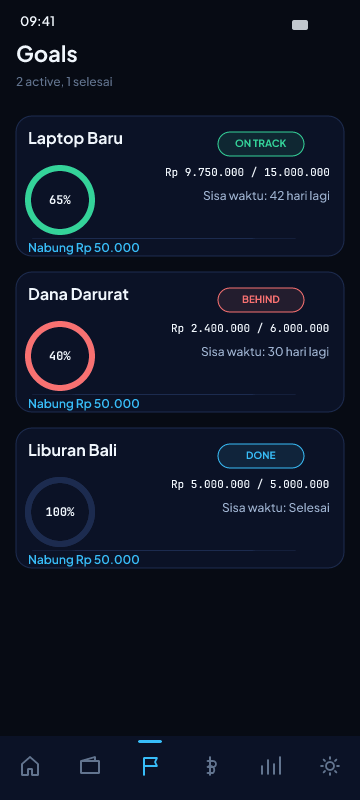 09:41
Goals
2 active, 1 selesai
Laptop Baru
ON TRACK
65%
Rp 9.750.000 / 15.000.000
Sisa waktu: 42 hari lagi
Nabung Rp 50.000
Dana Darurat
BEHIND
40%
Rp 2.400.000 / 6.000.000
Sisa waktu: 30 hari lagi
Nabung Rp 50.000
Liburan Bali
DONE
100%
Rp 5.000.000 / 5.000.000
Sisa waktu: Selesai
Nabung Rp 50.000